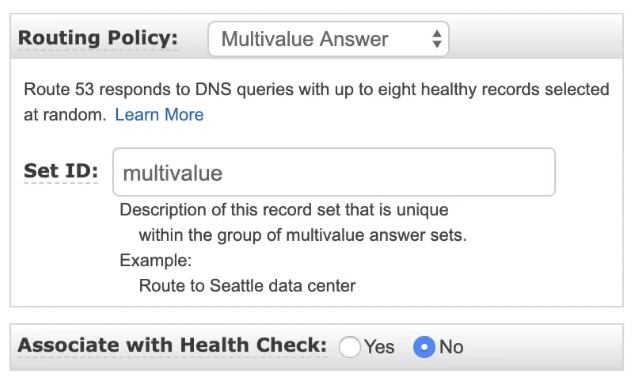 Routing Policy: Multivalue Answer
Route 53 responds to DNS queries with up to eight healthy records selected
at random. Learn More
Set ID: multivalue
Description of this record set that is unique
within the group of multivalue answer sets.
Example:
Route to Seattle data center
Associate with Health Check: Yes No